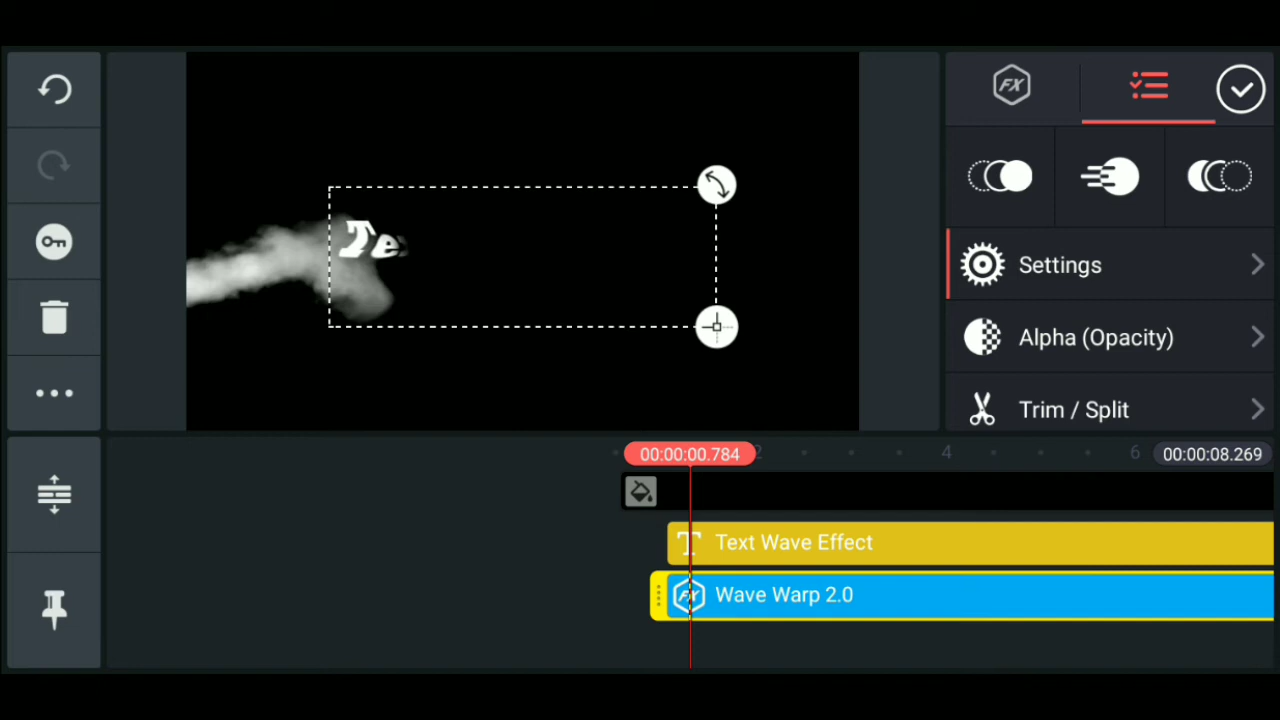 FX
Te
Settings
Alpha (Opacity)
Trim / Split
00:00:00.784
2
4
6
00:00:08.269
T Text Wave Effect
FX Wave Warp 2.0